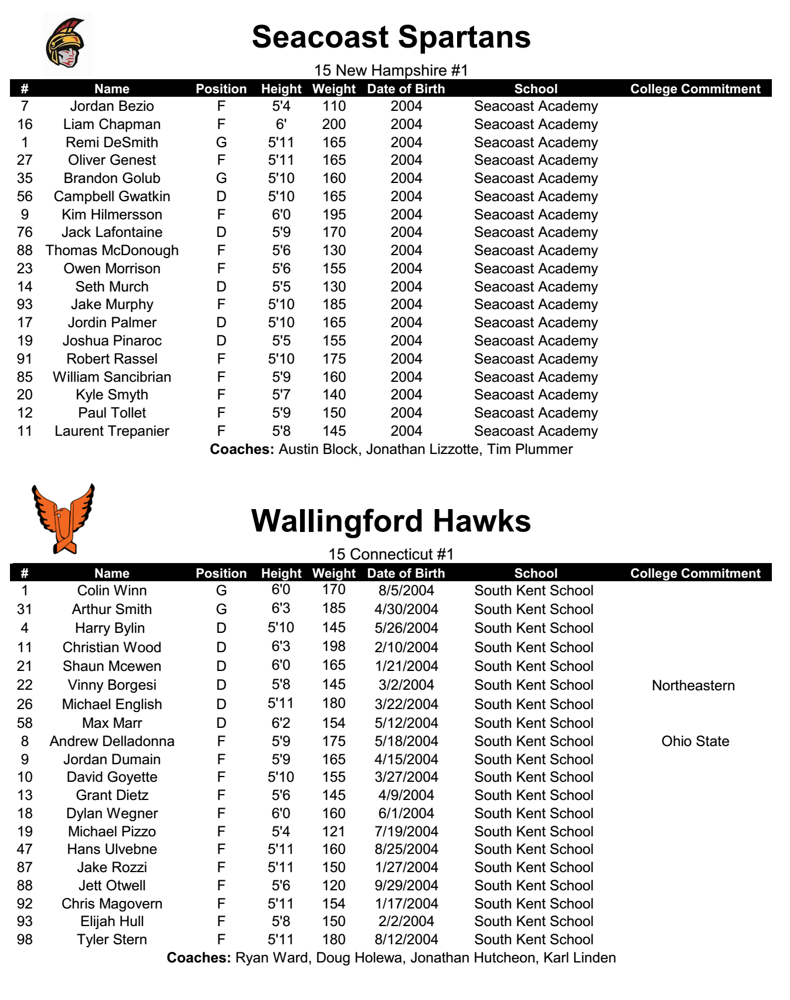 Seacoast Spartans
15 New Hampshire #1
# Name Position Height Weight Date of Birth School College Commitment
7 Jordan Bezio F 5'4 110 2004 Seacoast Academy
16 Liam Chapman F 6' 200 2004 Seacoast Academy
1 Remi DeSmith G 5'11 165 2004 Seacoast Academy
27 Oliver Genest F 5'11 165 2004 Seacoast Academy
35 Brandon Golub G 5'10 160 2004 Seacoast Academy
56 Campbell Gwatkin D 5'10 165 2004 Seacoast Academy
9 Kim Hilmersson F 6'0 195 2004 Seacoast Academy
76 Jack Lafontaine D 5'9 170 2004 Seacoast Academy
88 Thomas McDonough F 5'6 130 2004 Seacoast Academy
23 Owen Morrison F 5'6 155 2004 Seacoast Academy
14 Seth Murch D 5'5 130 2004 Seacoast Academy
93 Jake Murphy F 5'10 185 2004 Seacoast Academy
17 Jordin Palmer D 5'10 165 2004 Seacoast Academy
19 Joshua Pinaroc D 5'5 155 2004 Seacoast Academy
91 Robert Rassel F 5'10 175 2004 Seacoast Academy
85 William Sancibrian F 5'9 160 2004 Seacoast Academy
20 Kyle Smyth F 5'7 140 2004 Seacoast Academy
12 Paul Tollet F 5'9 150 2004 Seacoast Academy
11 Laurent Trepanier F 5'8 145 2004 Seacoast Academy
Coaches: Austin Block, Jonathan Lizzotte, Tim Plummer
Wallingford Hawks
15 Connecticut #1
# Name Position Height Weight Date of Birth School College Commitment
1 Colin Winn G 6'0 170 8/5/2004 South Kent School
31 Arthur Smith G 6'3 185 4/30/2004 South Kent School
4 Harry Bylin D 5'10 145 5/26/2004 South Kent School
11 Christian Wood D 6'3 198 2/10/2004 South Kent School
21 Shaun Mcewen D 6'0 165 1/21/2004 South Kent School
22 Vinny Borgesi D 5'8 145 3/2/2004 South Kent School Northeastern
26 Michael English D 5'11 180 3/22/2004 South Kent School
58 Max Marr D 6'2 154 5/12/2004 South Kent School
8 Andrew Delladonna F 5'9 175 5/18/2004 South Kent School Ohio State
9 Jordan Dumain F 5'9 165 4/15/2004 South Kent School
10 David Goyette F 5'10 155 3/27/2004 South Kent School
13 Grant Dietz F 5'6 145 4/9/2004 South Kent School
18 Dylan Wegner F 6'0 160 6/1/2004 South Kent School
19 Michael Pizzo F 5'4 121 7/19/2004 South Kent School
47 Hans Ulvebne F 5'11 160 8/25/2004 South Kent School
87 Jake Rozzi F 5'11 150 1/27/2004 South Kent School
88 Jett Otwell F 5'6 120 9/29/2004 South Kent School
92 Chris Magovern F 5'11 154 1/17/2004 South Kent School
93 Elijah Hull F 5'8 150 2/2/2004 South Kent School
98 Tyler Stern F 5'11 180 8/12/2004 South Kent School
Coaches: Ryan Ward, Doug Holewa, Jonathan Hutcheon, Karl Linden